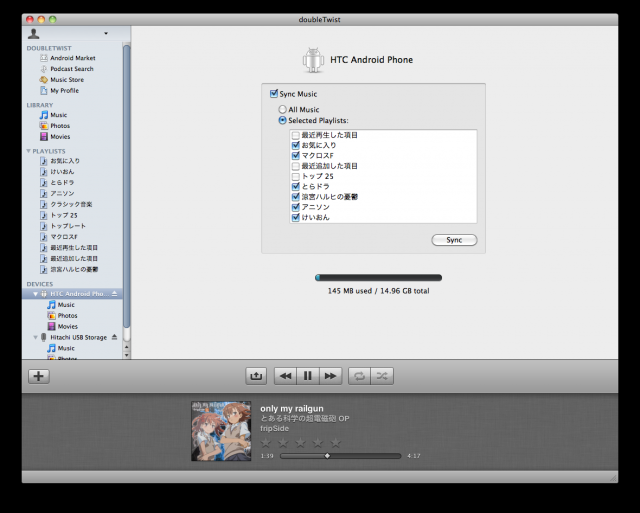 doubleTwist
DOUBLETWIST
Android Market
Podcast Search
Music Store
My Profile
LIBRARY
Music
Photos
Movies
PLAYLISTS
お気に入り
けいおん
とらドラ
アニソン
クラシック音楽
トップ 25
トップレート
マクロスF
最近再生した項目
最近追加した項目
涼宮ハルヒの憂鬱
DEVICES
HTC Android Pho...
Music
Photos
Movies
Hitachi USB Storage
Music
Photos
HTC Android Phone
Sync Music
All Music
Selected Playlists:
最近再生した項目
お気に入り
マクロスF
最近追加した項目
トップ 25
とらドラ
涼宮ハルヒの憂鬱
アニソン
けいおん
Sync
145 MB used / 14.96 GB total
only my railgun
only my railgun
とある科学の超電磁砲 OP
fripSide
1:59
4:17